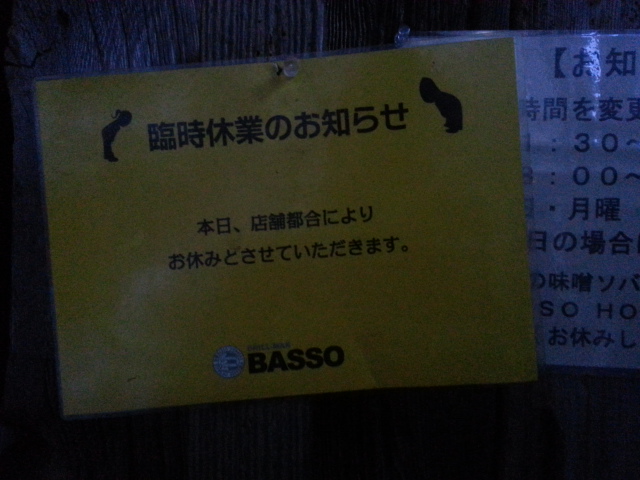 臨時休業のお知らせ
本日、店舗都合により
お休みとさせていただきます。
BASSO
【お知
時間を変更
：３０～
：００～
・月曜
日の場合
の味噌ソバ
SO HO
お休みし